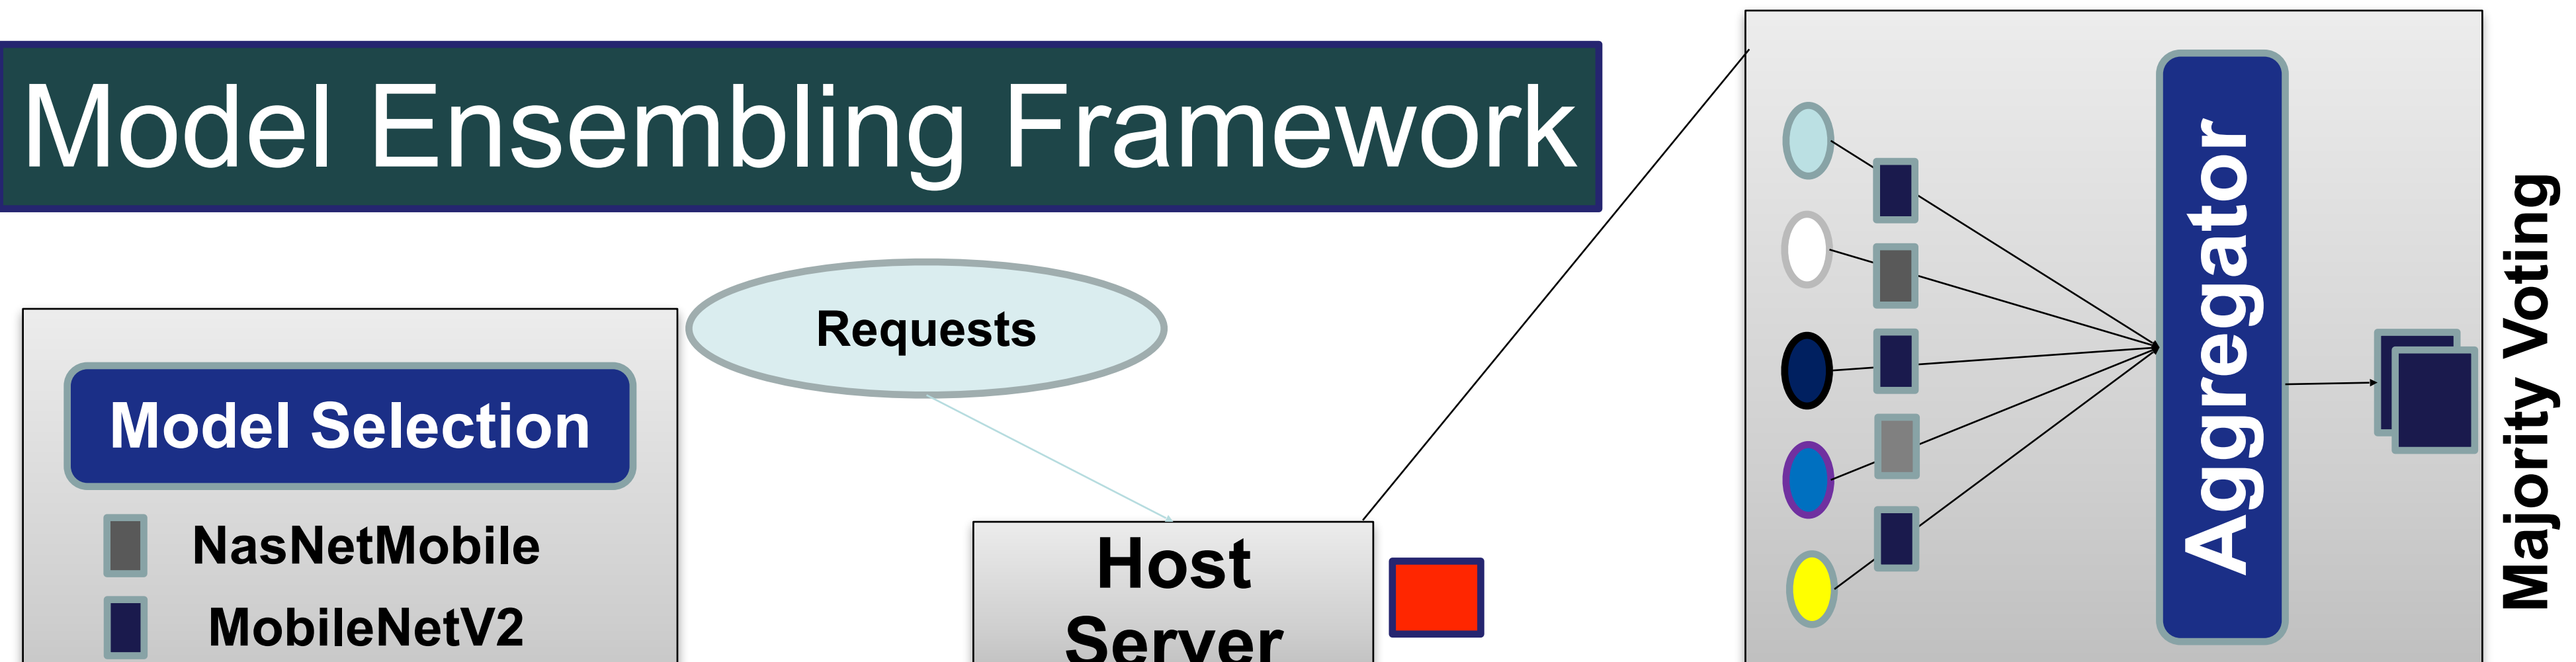 Model Ensembling Framework
Requests
Model Selection
NasNetMobile
MobileNetV2
Host
Server
Aggregator
Majority Voting